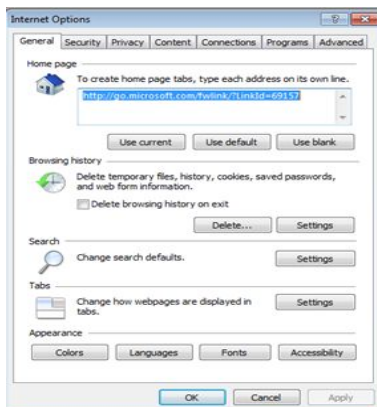 Internet Options
General Security Privacy Content Connections Programs Advanced
Home page
To create home page tabs, type each address on its own line.
http://go.microsoft.com/fwlink/?LinkId=69157
Use current Use default Use blank
Browsing history
Delete temporary files, history, cookies, saved passwords,
and web form information.
Delete browsing history on exit
Delete... Settings
Search
Change search defaults. Settings
Tabs
Change how webpages are displayed in Settings
tabs.
Appearance
Colors Languages Fonts Accessibility
OK Cancel Apply